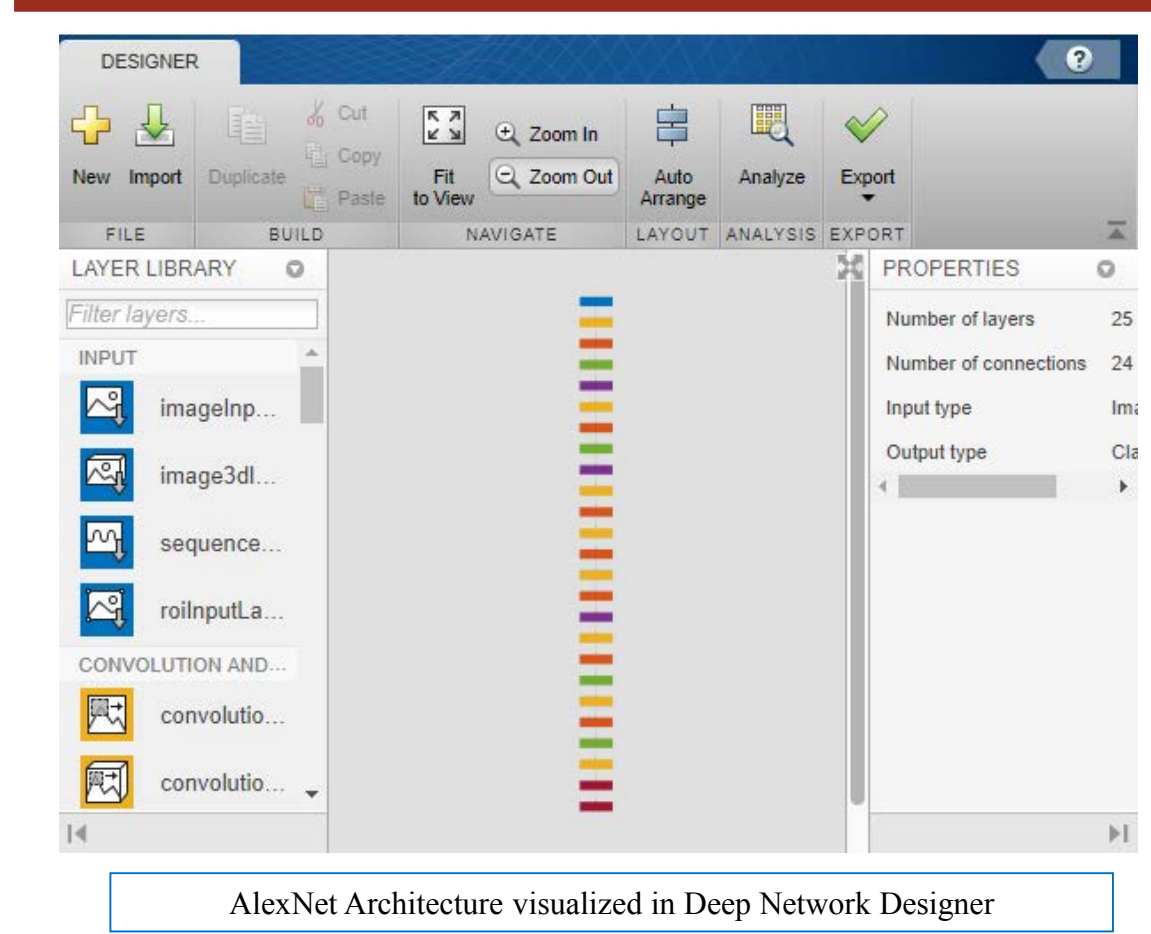 DESIGNER
?
New
Import
Duplicate
Cut
Copy
Paste
Fit
to View
Zoom In
Zoom Out
Auto
Arrange
Analyze
Export
FILE
BUILD
NAVIGATE
LAYOUT
ANALYSIS
EXPORT
LAYER LIBRARY
Filter layers...
INPUT
imageInp...
image3dI...
sequence...
roiInputLa...
CONVOLUTION AND...
convolutio...
convolutio...
PROPERTIES
Number of layers 25
Number of connections 24
Input type Ima
Output type Cla
AlexNet Architecture visualized in Deep Network Designer